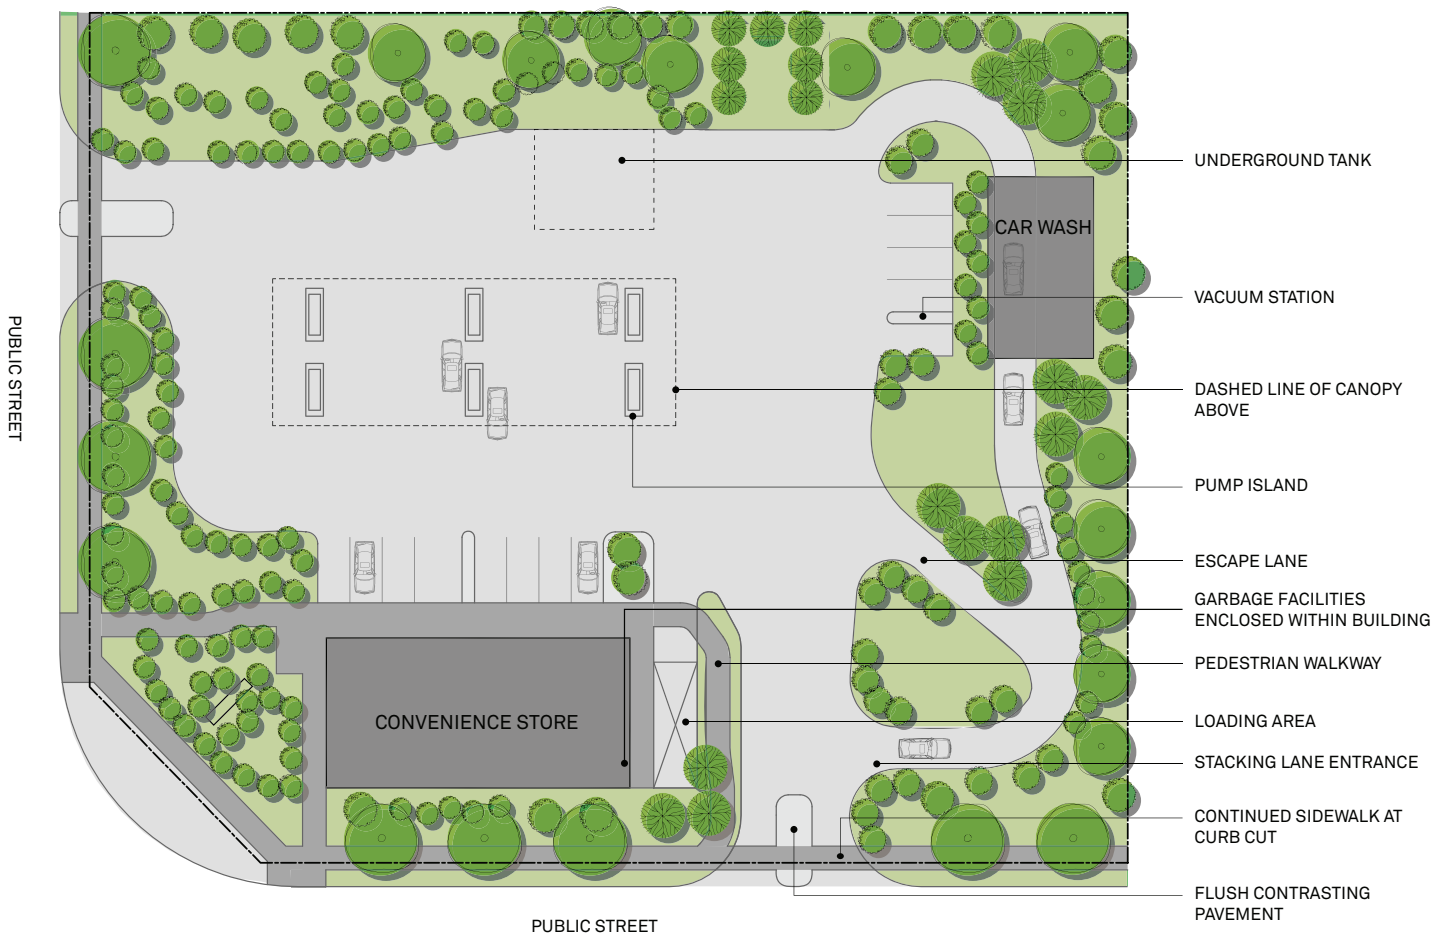 UNDERGROUND TANK
CAR WASH
VACUUM STATION
PUBLIC STREET
DASHED LINE OF CANOPY
ABOVE
PUMP ISLAND
ESCAPE LANE
GARBAGE FACILITIES
ENCLOSED WITHIN BUILDING
PEDESTRIAN WALKWAY
CONVENIENCE STORE
LOADING AREA
STACKING LANE ENTRANCE
CONTINUED SIDEWALK AT
CURB CUT
FLUSH CONTRASTING
PAVEMENT
PUBLIC STREET